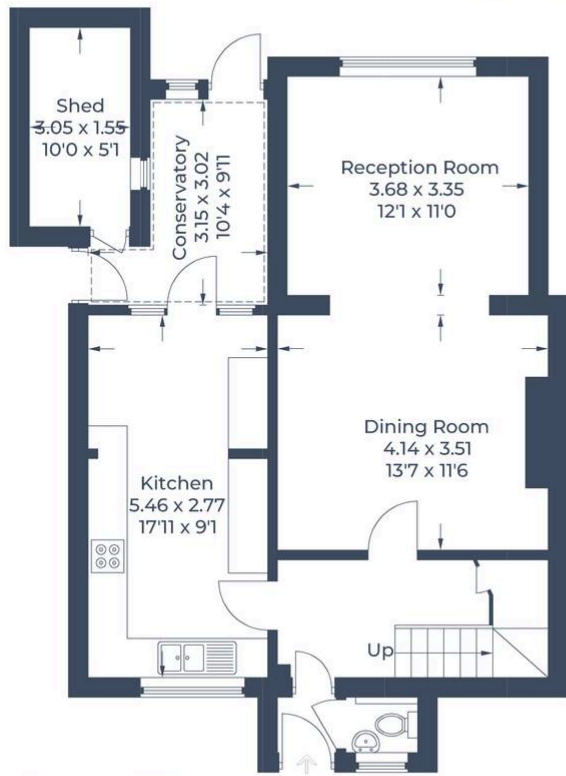 Shed
3.05 x 1.55
10'0 x 5'1
Conservatory
3.15 x 3.02
10'4 x 9'11
Reception Room
3.68 x 3.35
12'1 x 11'0
Dining Room
4.14 x 3.51
13'7 x 11'6
Kitchen
5.46 x 2.77
17'11 x 9'1
Up